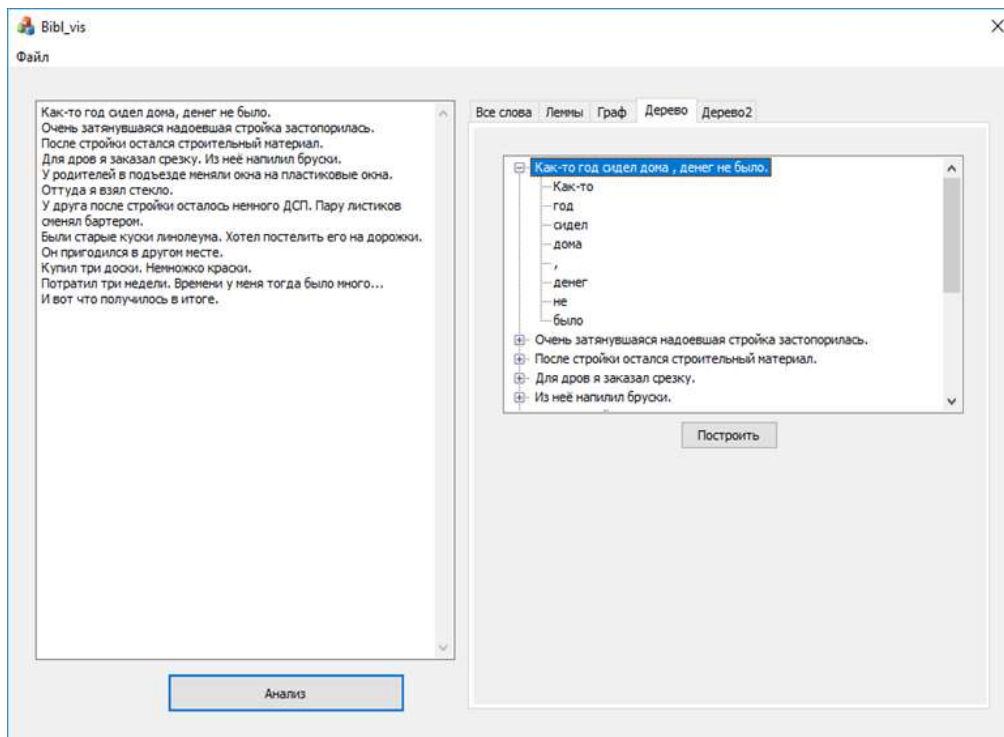 Bibl_vis
Файл
Как-то год сидел дома, денег не было.
Очень затянувшаяся надоевшая стройка застопорилась.
После стройки остался строительный материал.
Для дров я заказал срезку. Из неё напилил бруски.
У родителей в подъезде меняли окна на пластиковые окна.
Оттуда я взял стекло.
У друга после стройки осталось немного ДСП. Пару листиков
сменял бартером.
Были старые куски линолеума. Хотел постелить его на дорожки.
Он пригодился в другом месте.
Купил три доски. Немножко краски.
Потратил три недели. Времени у меня тогда было много...
И вот что получилось в итоге.
Анализ
Все слова Леммы Граф Дерево Дерево2
Как-то год сидел дома , денег не было.
Как-то
год
сидел
дома
,
денег
не
было
Очень затянувшаяся надоевшая стройка застопорилась.
После стройки остался строительный материал.
Для дров я заказал срезку.
Из неё напилил бруски.
Построить